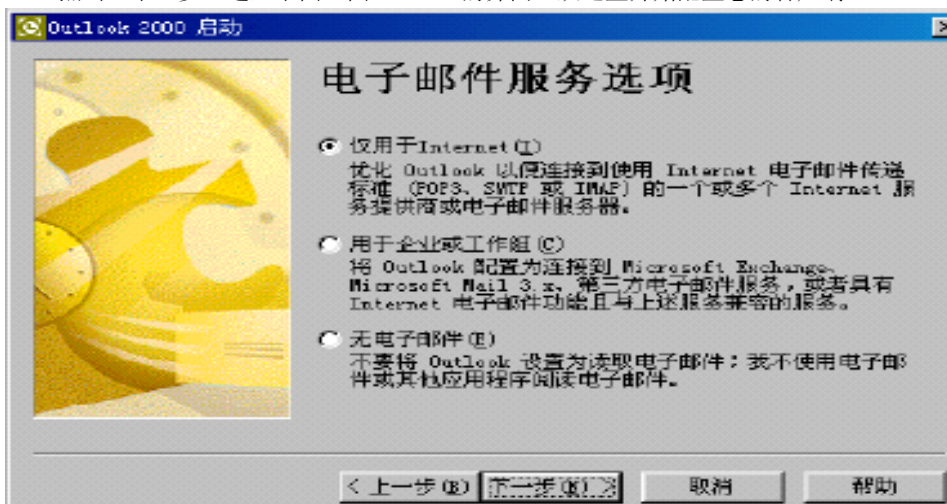 Outlook 2000 启动
电子邮件服务选项
仅用于Internet(I)
优化 Outlook 以便连接到使用 Internet 电子邮件传递
标准 (POP3、SMTP 或 IMAP) 的一个或多个 Internet 服
务提供商或电子邮件服务器。
用于企业或工作组(C)
将 Outlook 配置为连接到 Microsoft Exchange、
Microsoft Mail 3.x、第三方电子邮件服务，或者具有
Internet 电子邮件功能且与上述服务兼容的服务。
无电子邮件(E)
不要将 Outlook 设置为读取电子邮件；我不使用电子邮
件或其他应用程序阅读电子邮件。
< 上一步(B) 下一步(N) > 取消 帮助